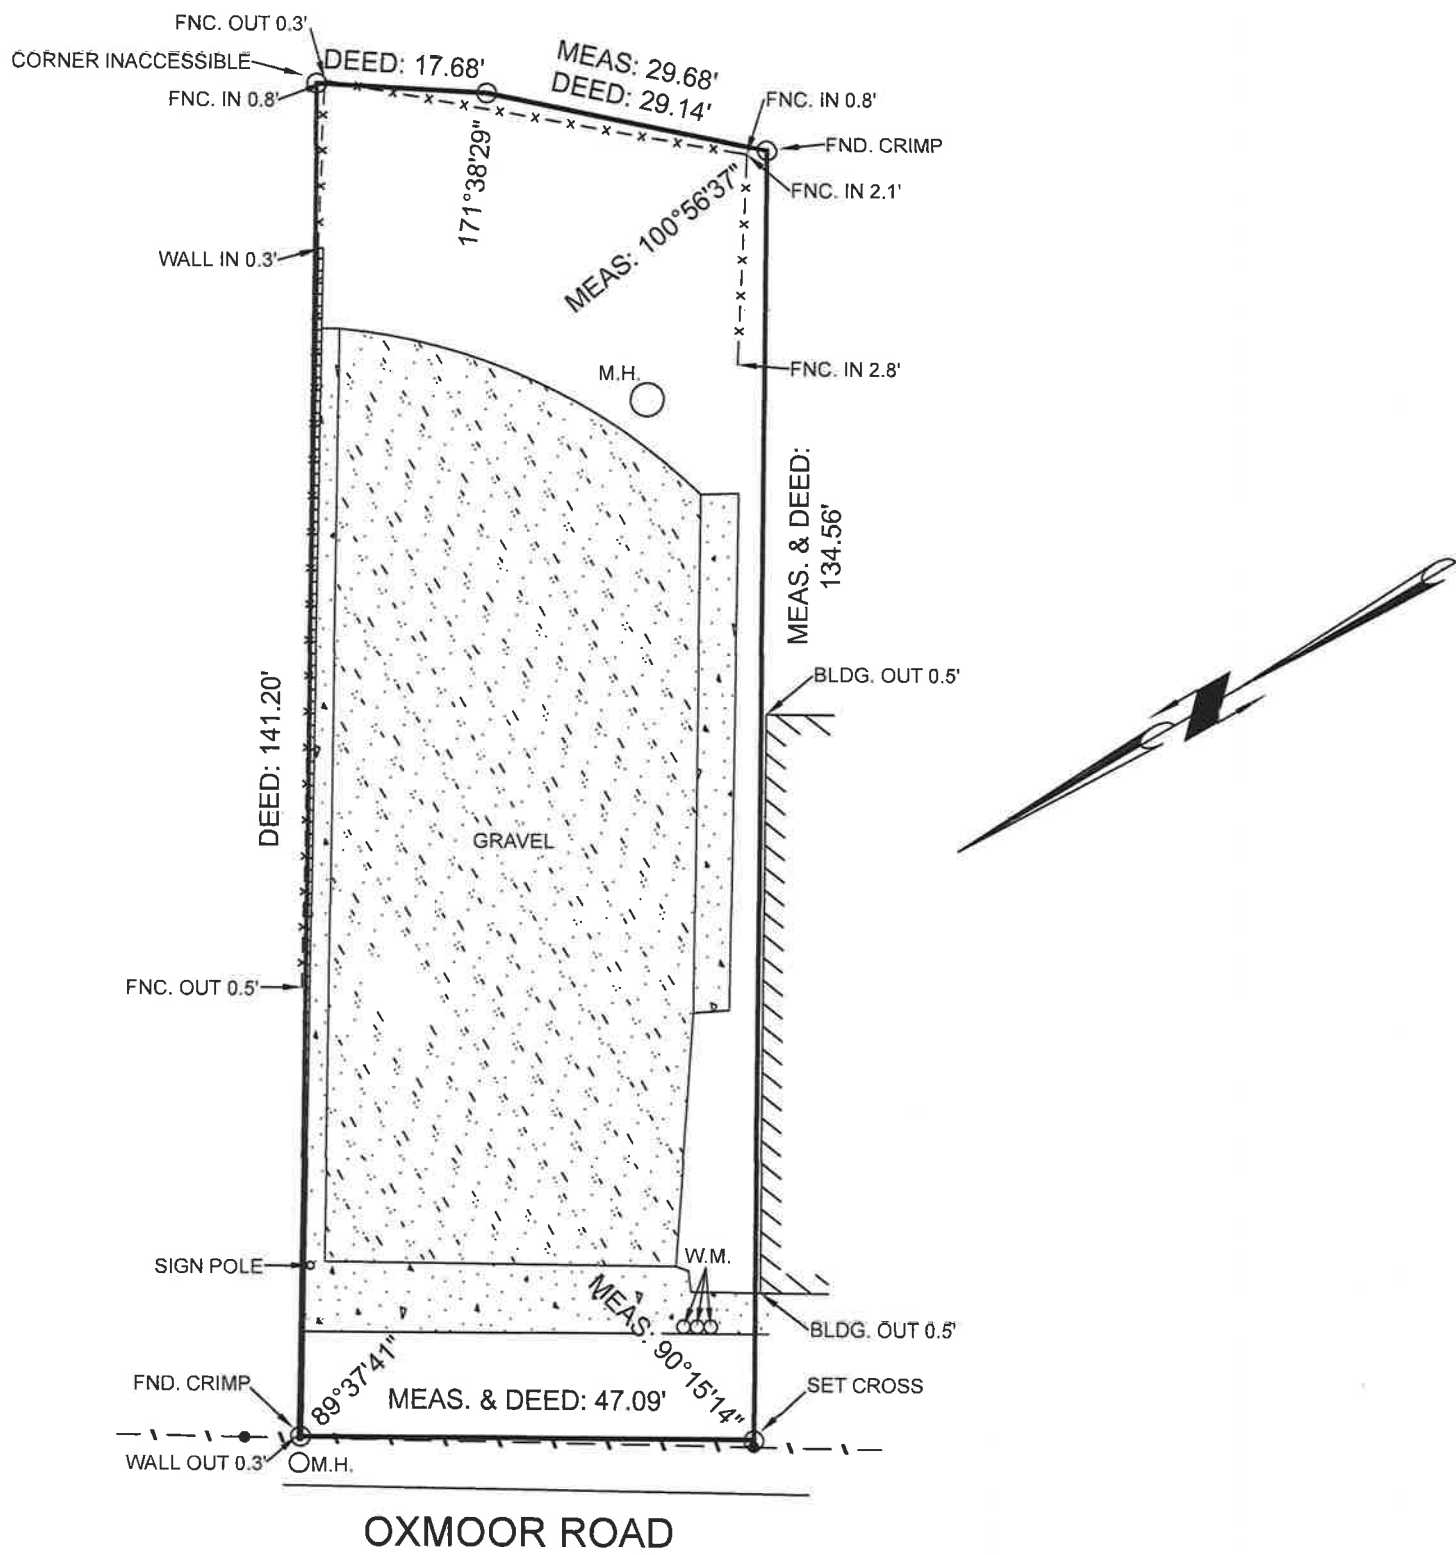 FNC. OUT 0.3'
CORNER INACCESSIBLE
FNC. IN 0.8'
DEED: 17.68'
MEAS: 29.68'
DEED: 29.14'
FNC. IN 0.8'
FND. CRIMP
FNC. IN 2.1'
171°38'29"
MEAS: 100°56'37"
WALL IN 0.3'
FNC. IN 2.8'
M.H.
MEAS. & DEED:
134.56'
BLDG. OUT 0.5'
DEED: 141.20'
GRAVEL
FNC. OUT 0.5'
SIGN POLE
W.M.
BLDG. OUT 0.5'
MEAS: 90°15'14"
89°37'41"
FND. CRIMP
MEAS. & DEED: 47.09'
SET CROSS
WALL OUT 0.3'
M.H.
OXMOOR ROAD